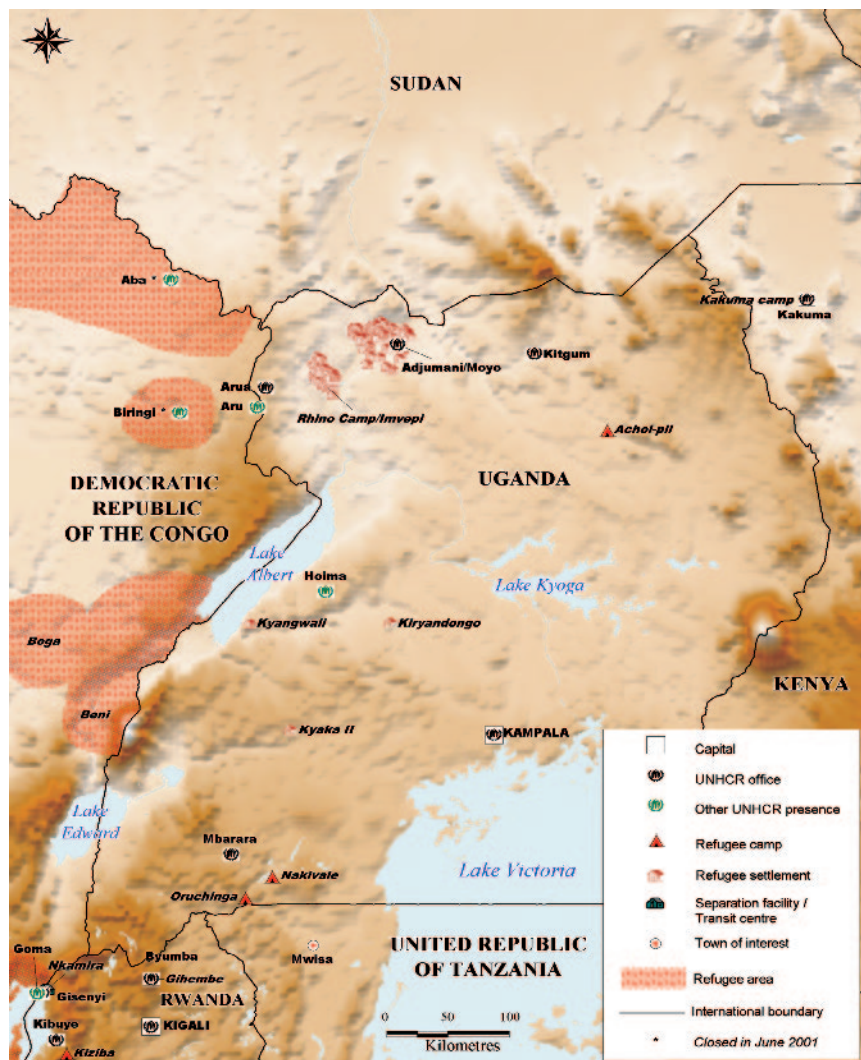 SUDAN
Aba *
Kakuma camp
Kakuma
Adjumani/Moyo
Kitgum
Arua
Aru
Biringi *
Rhino Camp/Imvepi
Achol-pii
DEMOCRATIC
REPUBLIC
OF THE CONGO
UGANDA
Lake
Albert
Hoima
Lake Kyoga
Kyangwali
Kiryandongo
Boga
Beni
KENYA
Kyaka II
KAMPALA
Lake
Edward
Mbarara
Nakivale
Oruchinga
Lake Victoria
Goma
Nkamira
Byumba
Gihembe
Gisenyi
RWANDA
Kibuye
KIGALI
Kiziba
Mwisa
UNITED REPUBLIC
OF TANZANIA
0 50 100
Kilometres
Capital
UNHCR office
Other UNHCR presence
Refugee camp
Refugee settlement
Separation facility /
Transit centre
Town of interest
Refugee area
International boundary
* Closed in June 2001